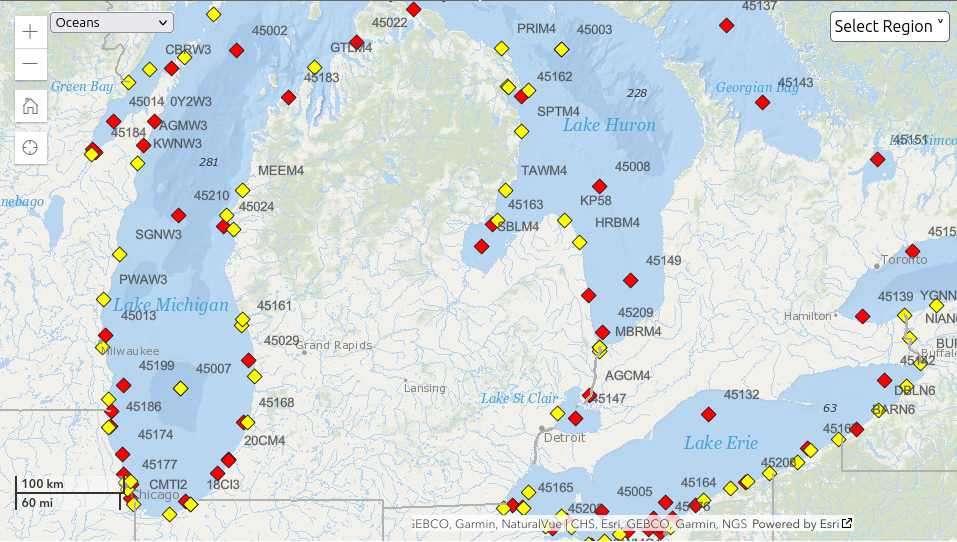 Oceans
Select Region ˅
45002
45022
GTLM4
PRIM4
45003
45137
CBRW3
45183
45162
45143
Green Bay
228
Georgian Bay
45014
0Y2W3
SPTM4
Lake Huron
45184
AGMW3
KWNW3
45151
281
MEEM4
TAWM4
45008
nebago
45210
45024
45163
KP58
SGNW3
SBLM4
HRBM4
Toronto
45149
PWAW3
Lake Michigan
45161
45013
45209
Hamilton
45139
YGNN
MBRM4
Milwaukee
45029
Grand Rapids
Buffalo
45199
45007
Lansing
AGCM4
45142
45186
45168
Lake St Clair
45147
45132
DBLN6
63
BARN6
45174
20CM4
Detroit
Lake Erie
45177
CMTI2
18CI3
45165
45005
45164
Chicago
100 km
60 mi
GEBCO, Garmin, NaturalVue | CHS, Esri, GEBCO, Garmin, NGS Powered by Esri